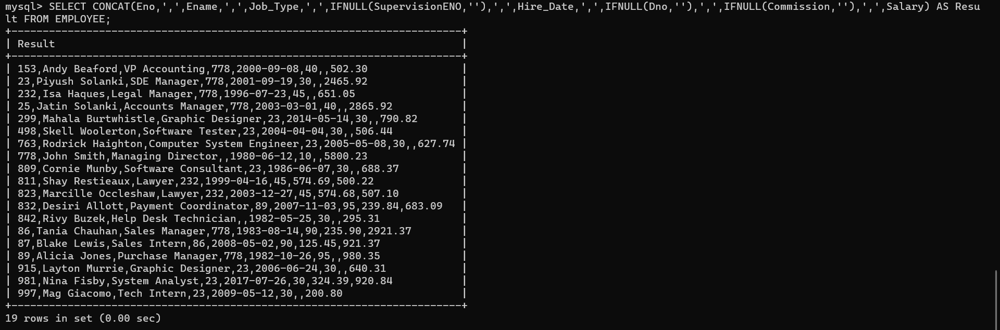 mysql> SELECT CONCAT(Eno,',',Ename,',',Job_Type,',',IFNULL(SupervisionENO,''),',',Hire_Date,',',IFNULL(Dno,''),',',IFNULL(Commission,''),',',Salary) AS Resu
lt FROM EMPLOYEE;
+------------------------------------------------------------------------+
| Result                                                                 |
+------------------------------------------------------------------------+
| 153,Andy Beaford,VP Accounting,778,2000-09-08,40,,502.30               |
| 23,Piyush Solanki,SDE Manager,778,2001-09-19,30,,2465.92               |
| 232,Isa Haques,Legal Manager,778,1996-07-23,45,,651.05                 |
| 25,Jatin Solanki,Accounts Manager,778,2003-03-01,40,,2865.92           |
| 299,Mahala Burtwhistle,Graphic Designer,23,2014-05-14,30,,790.82       |
| 498,Skell Woolerton,Software Tester,23,2004-04-04,30,,506.44           |
| 763,Rodrick Haighton,Computer System Engineer,23,2005-05-08,30,,627.74 |
| 778,John Smith,Managing Director,,1980-06-12,10,,5800.23               |
| 809,Cornie Munby,Software Consultant,23,1986-06-07,30,,688.37          |
| 811,Shay Restieaux,Lawyer,232,1999-04-16,45,574.69,500.22              |
| 823,Marcille Occleshaw,Lawyer,232,2003-12-27,45,574.68,507.10          |
| 832,Desiri Allott,Payment Coordinator,89,2007-11-03,95,239.84,683.09   |
| 842,Rivy Buzek,Help Desk Technician,,1982-05-25,30,,295.31             |
| 86,Tania Chauhan,Sales Manager,778,1983-08-14,90,235.90,2921.37        |
| 87,Blake Lewis,Sales Intern,86,2008-05-02,90,125.45,921.37             |
| 89,Alicia Jones,Purchase Manager,778,1982-10-26,95,,980.35             |
| 915,Layton Murrie,Graphic Designer,23,2006-06-24,30,,640.31            |
| 981,Nina Fisby,System Analyst,23,2017-07-26,30,324.39,920.84           |
| 997,Mag Giacomo,Tech Intern,23,2009-05-12,30,,200.80                   |
+------------------------------------------------------------------------+
19 rows in set (0.00 sec)